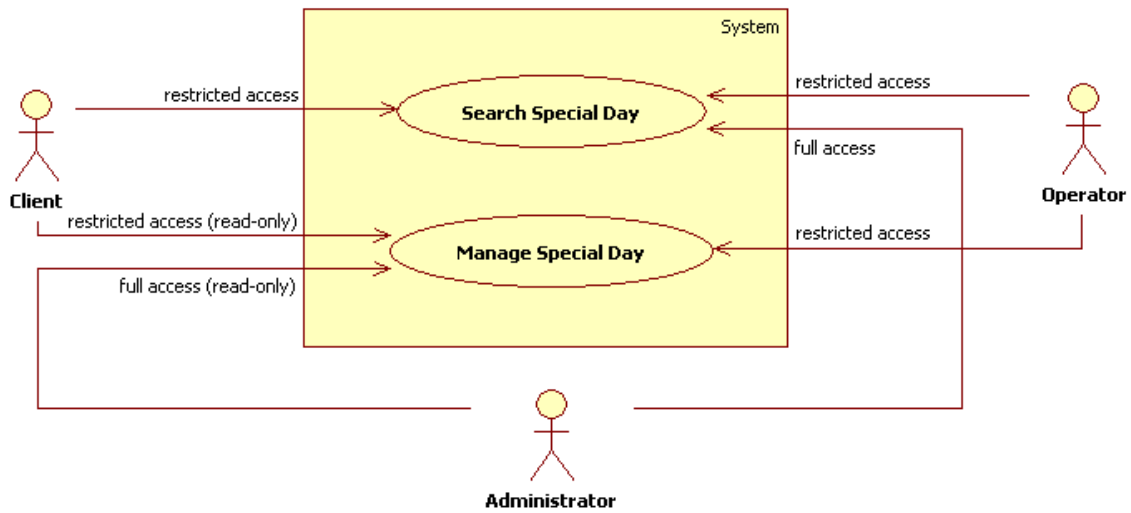 System
restricted access
restricted access
Search Special Day
full access
Client
Operator
restricted access (read-only)
restricted access
Manage Special Day
full access (read-only)
Administrator